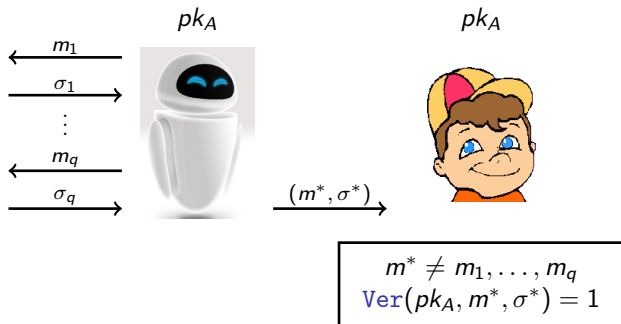 pk_A pk_A
m_1
σ_1
⋮
m_q
σ_q
(m*, σ*)
m* ≠ m_1, . . . , m_q
Ver(pk_A, m*, σ*) = 1